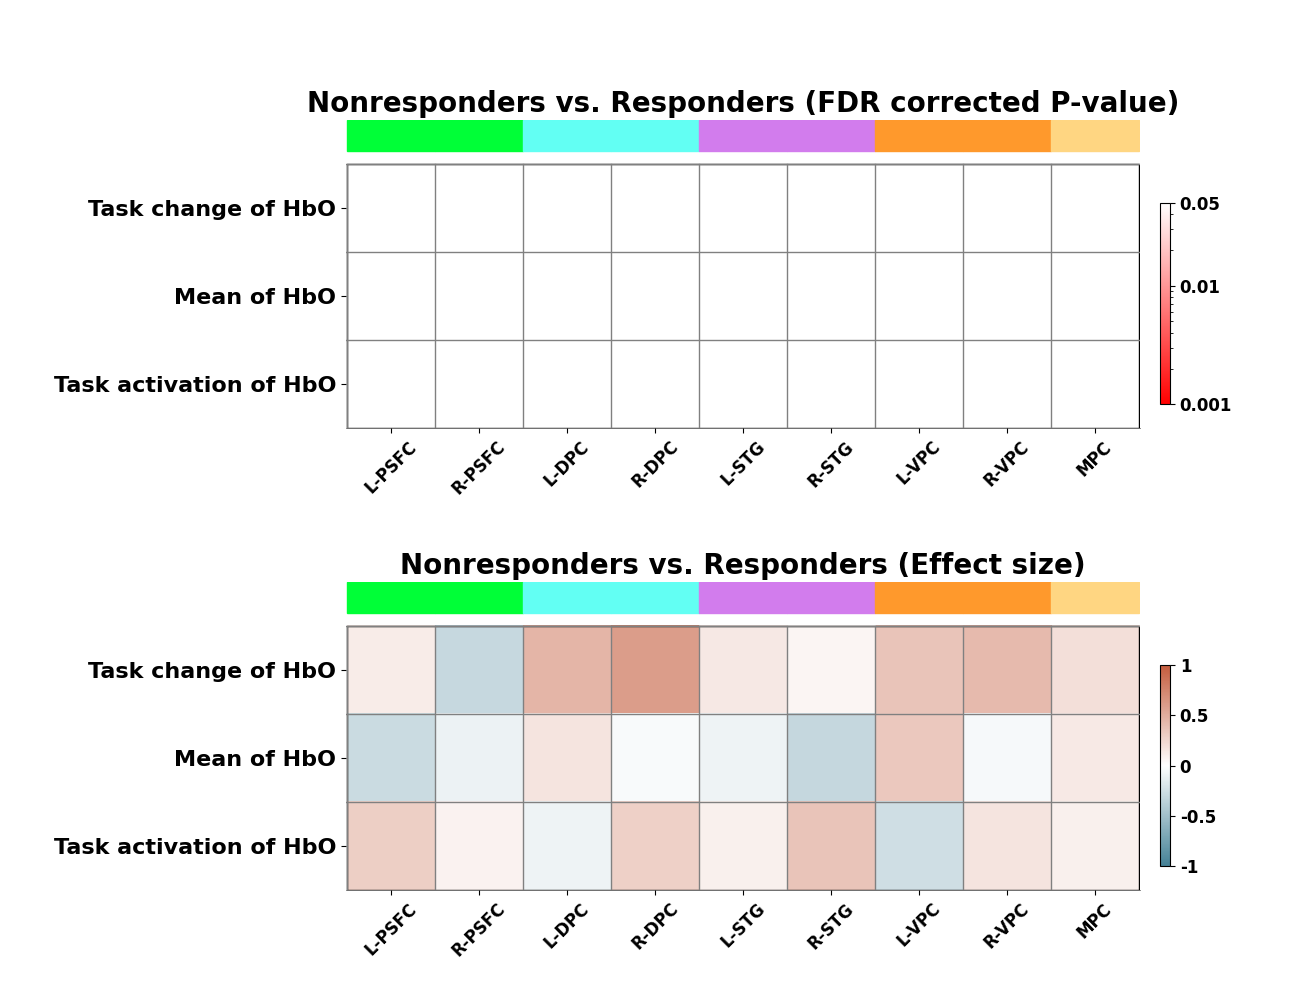 Nonresponders vs. Responders (FDR corrected P-value)
Task change of HbO
Mean of HbO
Task activation of HbO
0.05
0.01
0.001
L-PSFC R-PSFC L-DPC R-DPC L-STG R-STG L-VPC R-VPC MPC
Nonresponders vs. Responders (Effect size)
Task change of HbO
Mean of HbO
Task activation of HbO
1
0.5
0
-0.5
-1
L-PSFC R-PSFC L-DPC R-DPC L-STG R-STG L-VPC R-VPC MPC